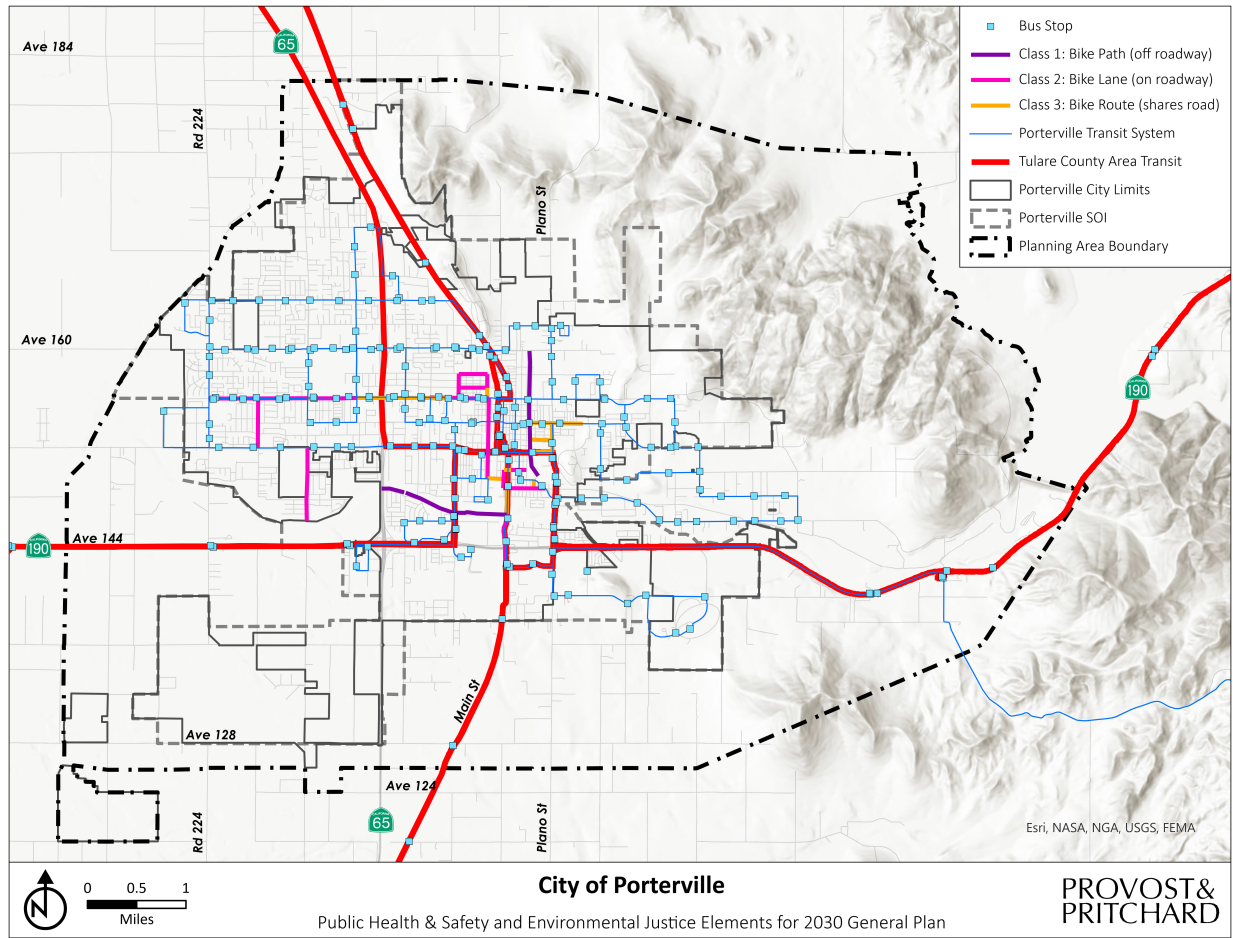 Ave 184
CALIFORNIA
65
Rd 224
Plano St
Bus Stop
Class 1: Bike Path (off roadway)
Class 2: Bike Lane (on roadway)
Class 3: Bike Route (shares road)
Porterville Transit System
Tulare County Area Transit
Porterville City Limits
Porterville SOI
Planning Area Boundary
Ave 160
CALIFORNIA
190
CALIFORNIA
190
Ave 144
Main St
Ave 128
Ave 124
CALIFORNIA
65
Rd 224
Plano St
Esri, NASA, NGA, USGS, FEMA
N
0 0.5 1
Miles
City of Porterville
Public Health & Safety and Environmental Justice Elements for 2030 General Plan
PROVOST&
PRITCHARD